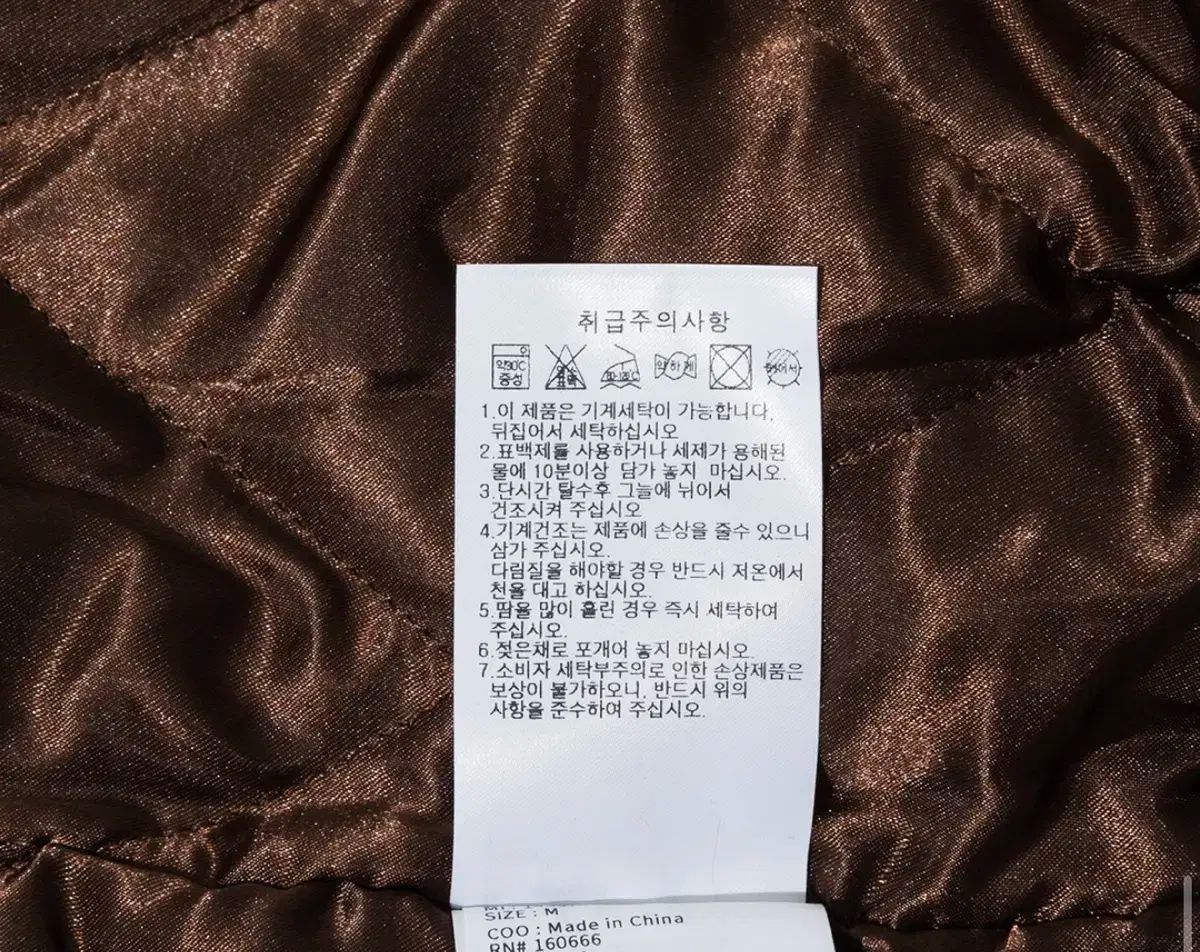 취급주의사항
약30℃ 중성 약하게 뉘어서
1.이 제품은 기계세탁이 가능합니다,
뒤집어서 세탁하십시오
2.표백제를 사용하거나 세제가 용해된
물에 10분이상 담가 놓지 마십시오.
3.단시간 탈수후 그늘에 뉘어서
건조시켜 주십시오
4.기계건조는 제품에 손상을 줄수 있으니
삼가 주십시오.
다림질을 해야할 경우 반드시 저온에서
천을 대고 하십시오.
5.땀을 많이 흘린 경우 즉시 세탁하여
주십시오.
6.젖은채로 포개어 놓지 마십시오.
7.소비자 세탁부주의로 인한 손상제품은
보상이 불가하오니, 반드시 위의
사항을 준수하여 주십시오.
SIZE : M
COO : Made in China
RN# 160666